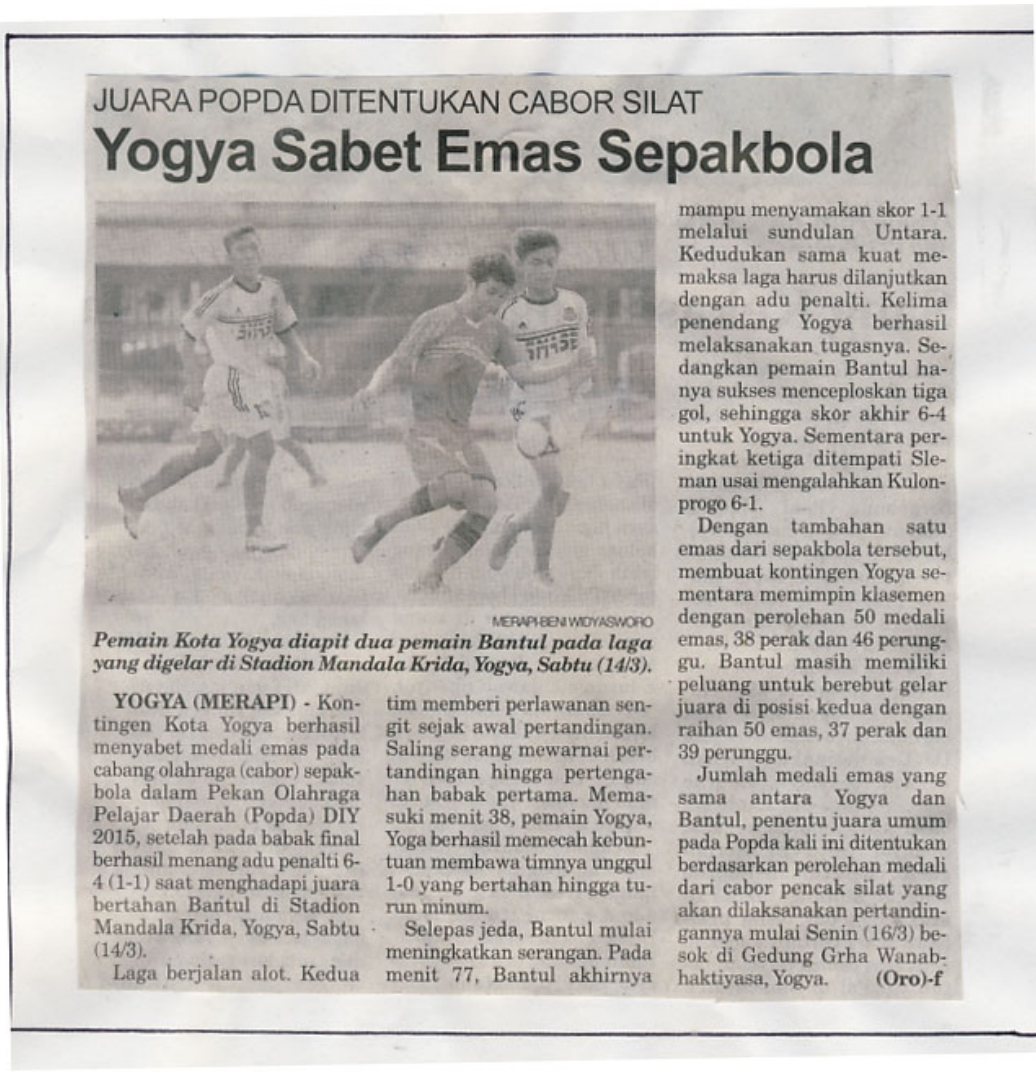 JUARA POPDA DITENTUKAN CABOR SILAT
Yogya Sabet Emas Sepakbola
MERAPI-BENI WIDYASWORO
Pemain Kota Yogya diapit dua pemain Bantul pada laga
yang digelar di Stadion Mandala Krida, Yogya, Sabtu (14/3).
YOGYA (MERAPI) - Kon-
tingen Kota Yogya berhasil
menyabet medali emas pada
cabang olahraga (cabor) sepak-
bola dalam Pekan Olahraga
Pelajar Daerah (Popda) DIY
2015, setelah pada babak final
berhasil menang adu penalti 6-
4 (1-1) saat menghadapi juara
bertahan Bantul di Stadion
Mandala Krida, Yogya, Sabtu
(14/3).
Laga berjalan alot. Kedua
tim memberi perlawanan sen-
git sejak awal pertandingan.
Saling serang mewarnai per-
tandingan hingga pertenga-
han babak pertama. Mema-
suki menit 38, pemain Yogya,
Yoga berhasil memecah kebun-
tuan membawa timnya unggul
1-0 yang bertahan hingga tu-
run minum.
Selepas jeda, Bantul mulai
meningkatkan serangan. Pada
menit 77, Bantul akhirnya
mampu menyamakan skor 1-1
melalui sundulan Untara.
Kedudukan sama kuat me-
maksa laga harus dilanjutkan
dengan adu penalti. Kelima
penendang Yogya berhasil
melaksanakan tugasnya. Se-
dangkan pemain Bantul ha-
nya sukses menceploskan tiga
gol, sehingga skor akhir 6-4
untuk Yogya. Sementara per-
ingkat ketiga ditempati Sle-
man usai mengalahkan Kulon-
progo 6-1.
Dengan tambahan satu
emas dari sepakbola tersebut,
membuat kontingen Yogya se-
mentara memimpin klasemen
dengan perolehan 50 medali
emas, 38 perak dan 46 perung-
gu. Bantul masih memiliki
peluang untuk berebut gelar
juara di posisi kedua dengan
raihan 50 emas, 37 perak dan
39 perunggu.
Jumlah medali emas yang
sama antara Yogya dan
Bantul, penentu juara umum
pada Popda kali ini ditentukan
berdasarkan perolehan medali
dari cabor pencak silat yang
akan dilaksanakan pertandin-
gannya mulai Senin (16/3) be-
sok di Gedung Grha Wanab-
haktiyasa, Yogya. (Oro)-f